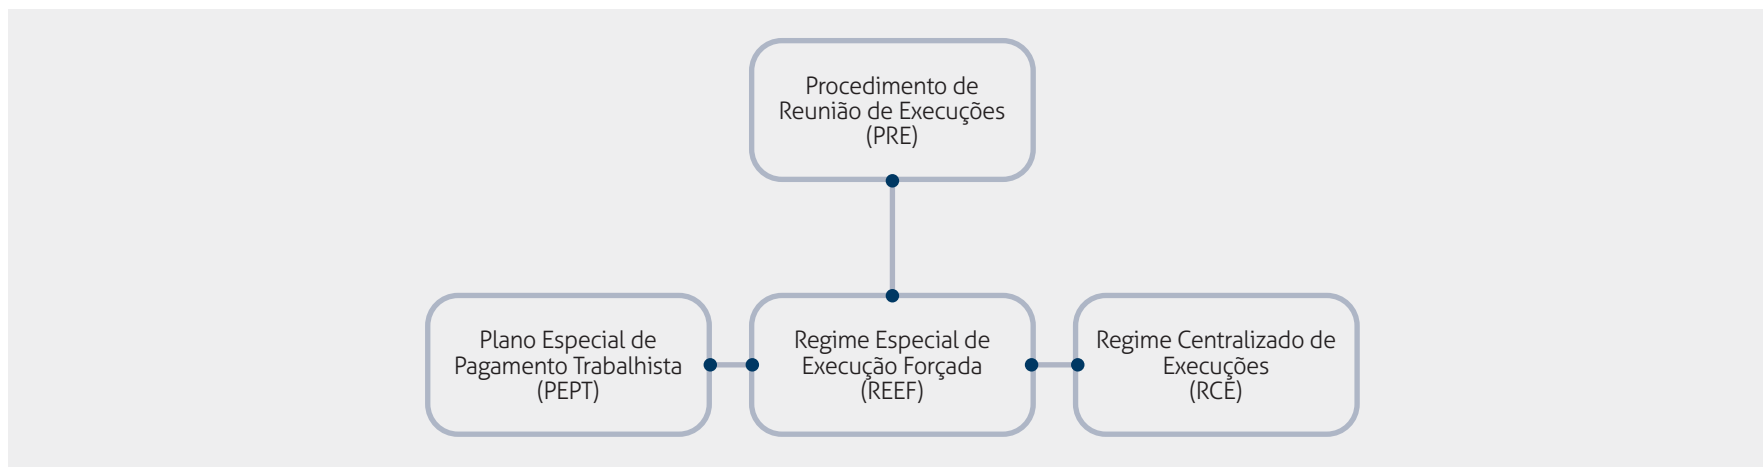 Procedimento de
Reunião de Execuções
(PRE)
Plano Especial de
Pagamento Trabalhista
(PEPT)
Regime Especial de
Execução Forçada
(REEF)
Regime Centralizado de
Execuções
(RCE)